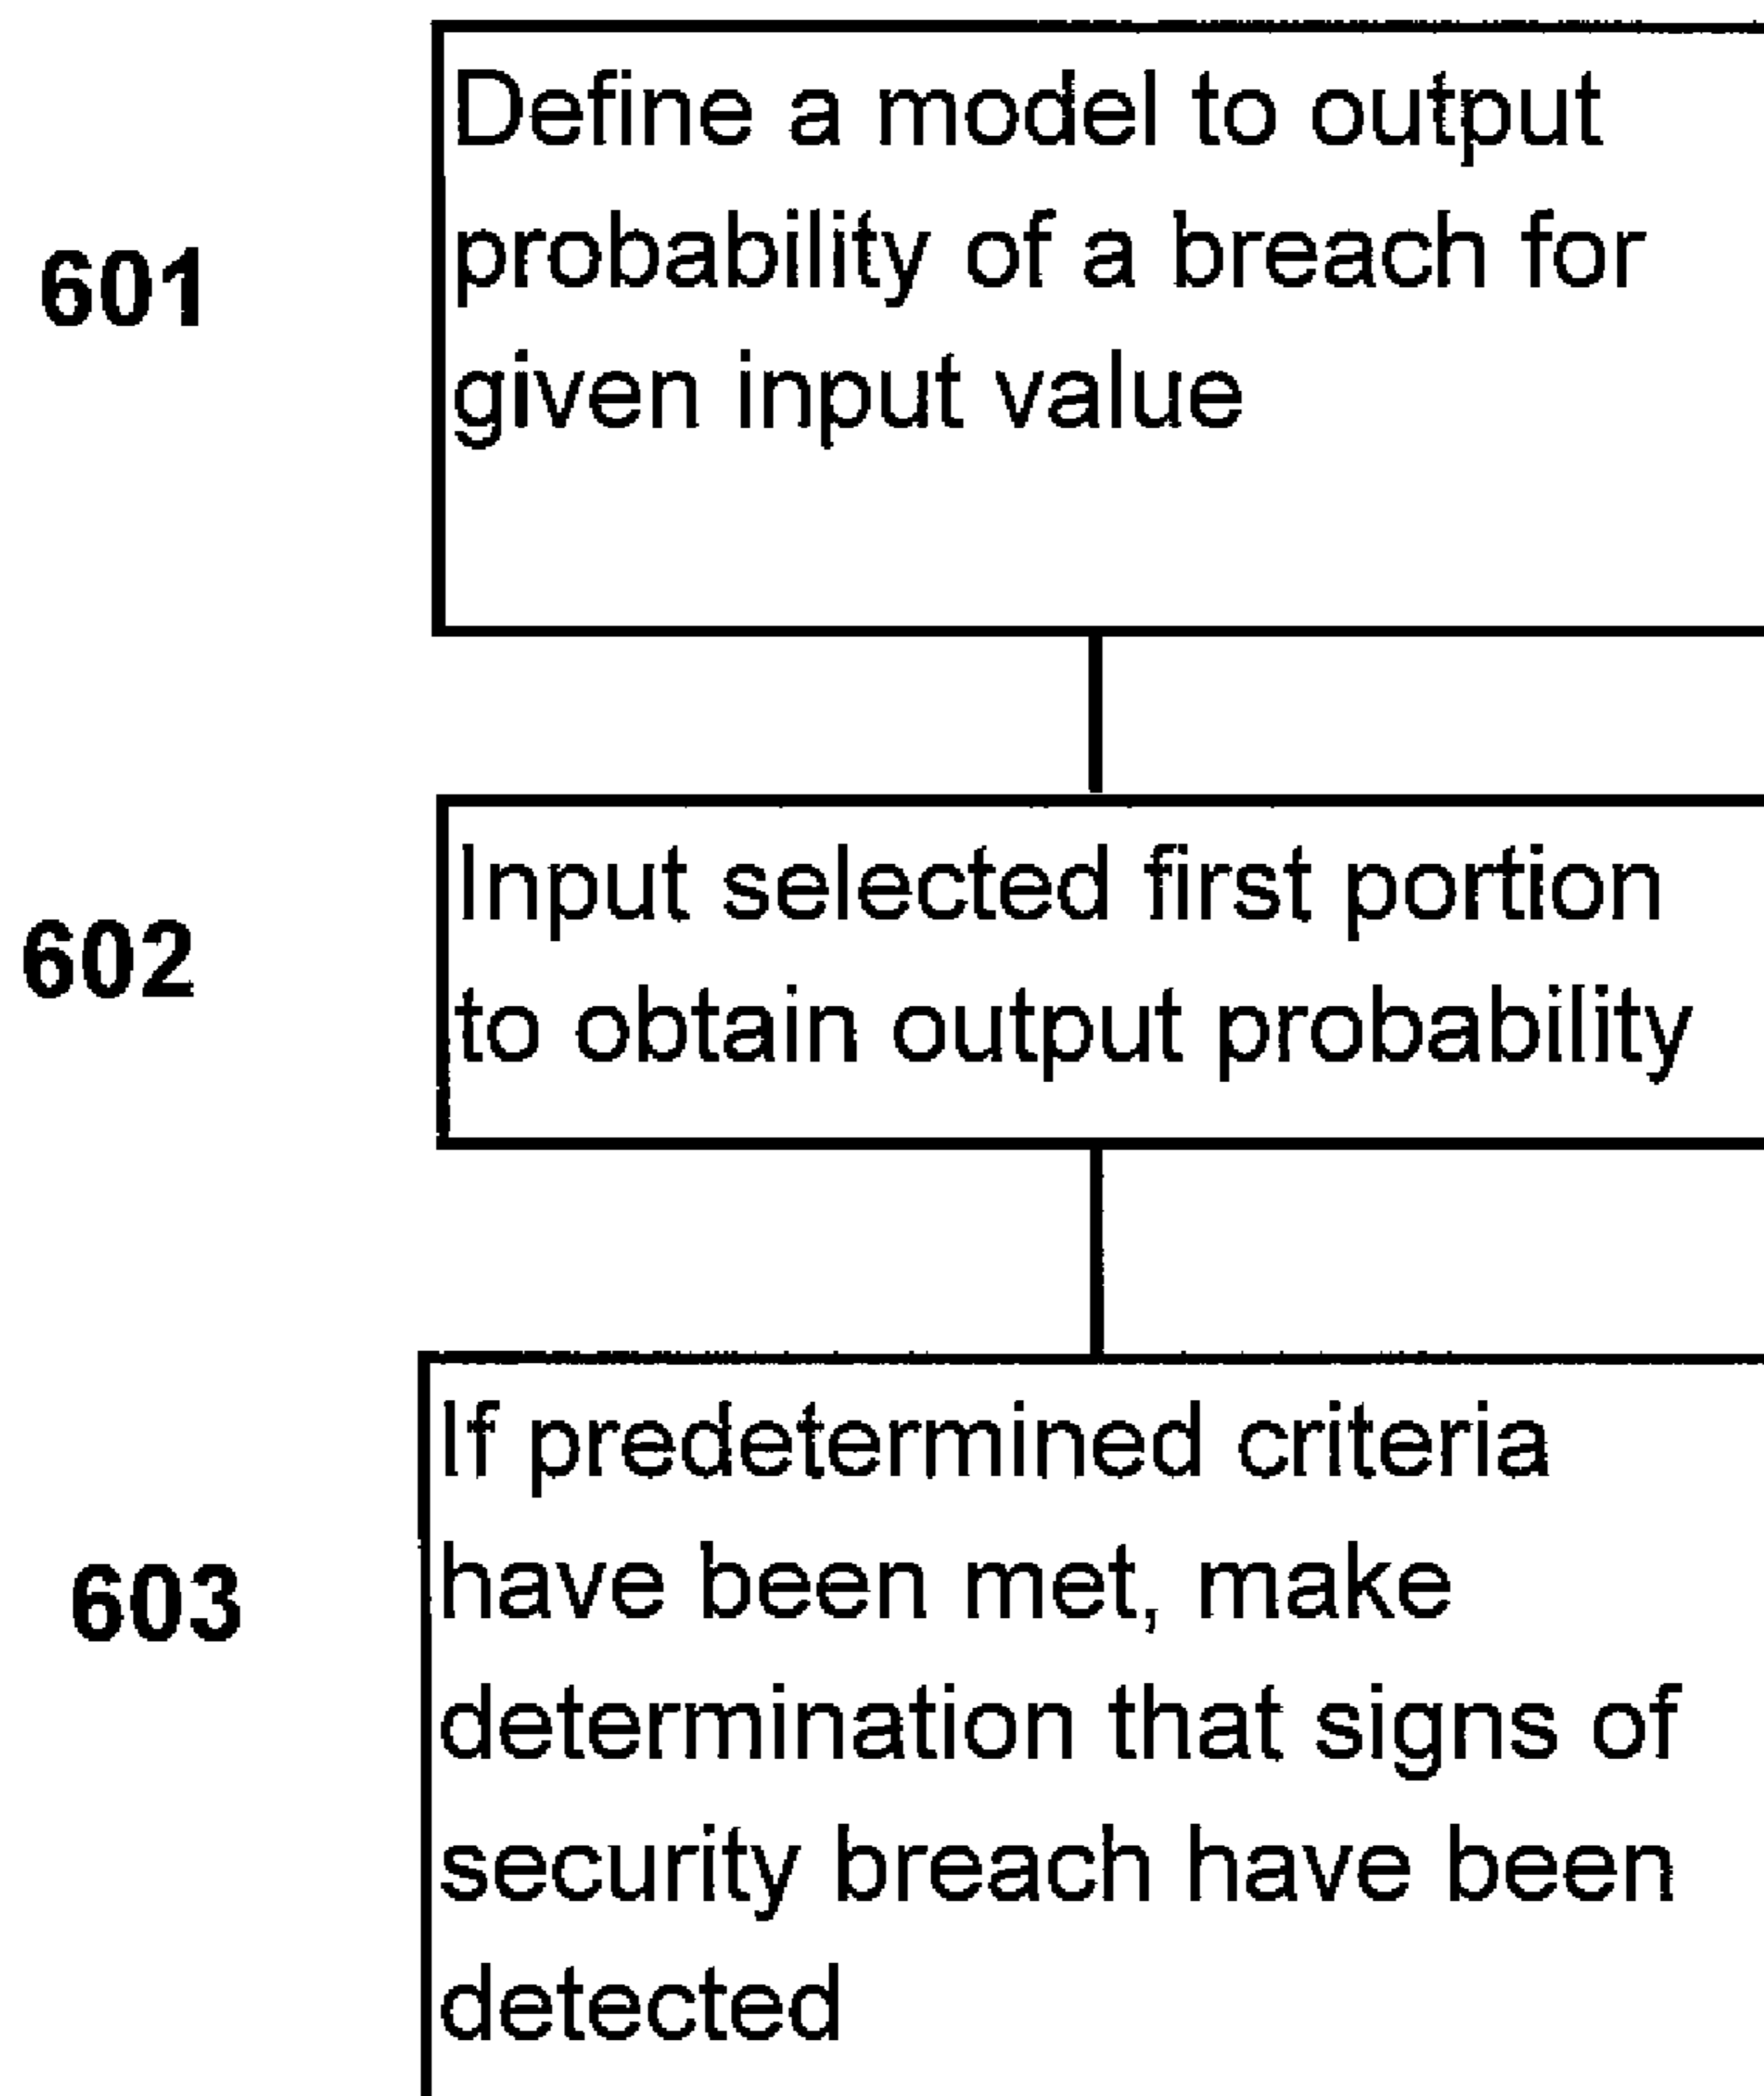 Define a model to output
probability of a breach for
601
given input value
Input selected first portion
602
to obtain output probability
If predetermined criteria
have been met, make
603
determination that signs of
security breach have been
detected